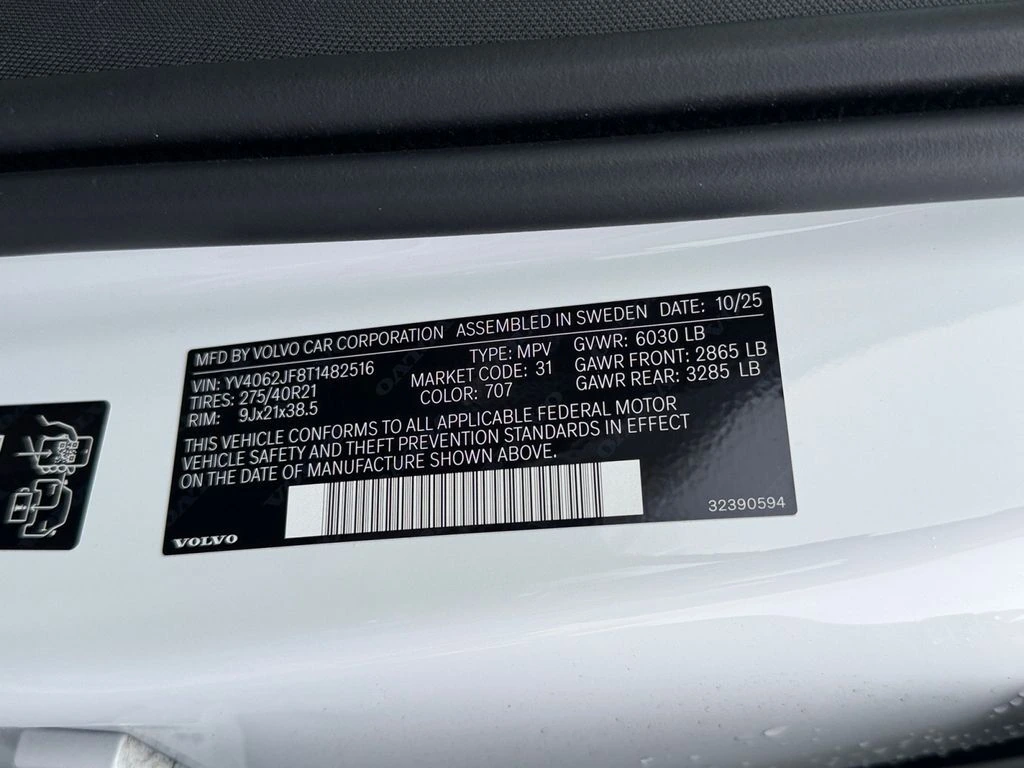 MFD BY VOLVO CAR CORPORATION ASSEMBLED IN SWEDEN DATE: 10/25
VIN: YV4062JF8T1482516 TYPE: MPV GVWR: 6030 LB
TIRES: 275/40R21 MARKET CODE: 31 GAWR FRONT: 2865 LB
RIM: 9Jx21x38.5 COLOR: 707 GAWR REAR: 3285 LB
THIS VEHICLE CONFORMS TO ALL APPLICABLE FEDERAL MOTOR
VEHICLE SAFETY AND THEFT PREVENTION STANDARDS IN EFFECT
ON THE DATE OF MANUFACTURE SHOWN ABOVE.
VOLVO 32390594